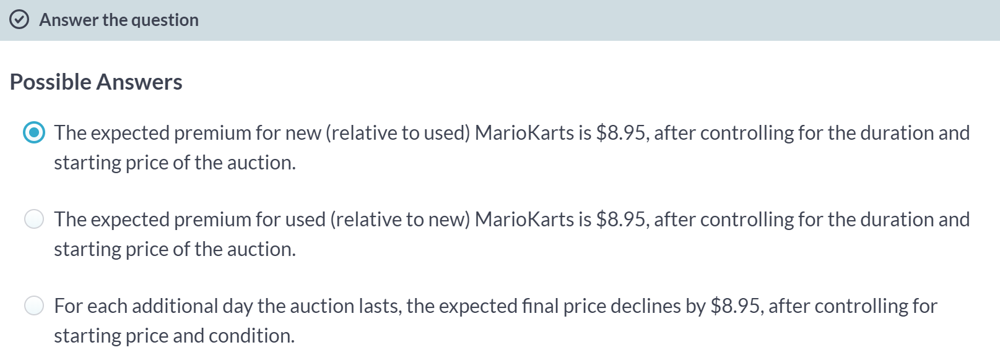 Answer the question
Possible Answers
The expected premium for new (relative to used) MarioKarts is $8.95, after controlling for the duration and
starting price of the auction.
The expected premium for used (relative to new) MarioKarts is $8.95, after controlling for the duration and
starting price of the auction.
For each additional day the auction lasts, the expected final price declines by $8.95, after controlling for
starting price and condition.